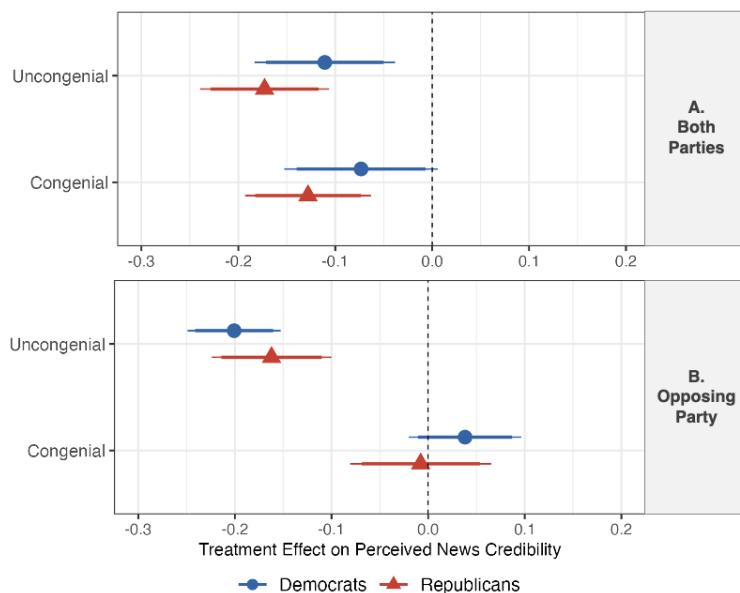 Uncongenial
Congenial
A.
Both
Parties
-0.3 -0.2 -0.1 0.0 0.1 0.2
Uncongenial
Congenial
B.
Opposing
Party
-0.3 -0.2 -0.1 0.0 0.1 0.2
Treatment Effect on Perceived News Credibility
Democrats Republicans